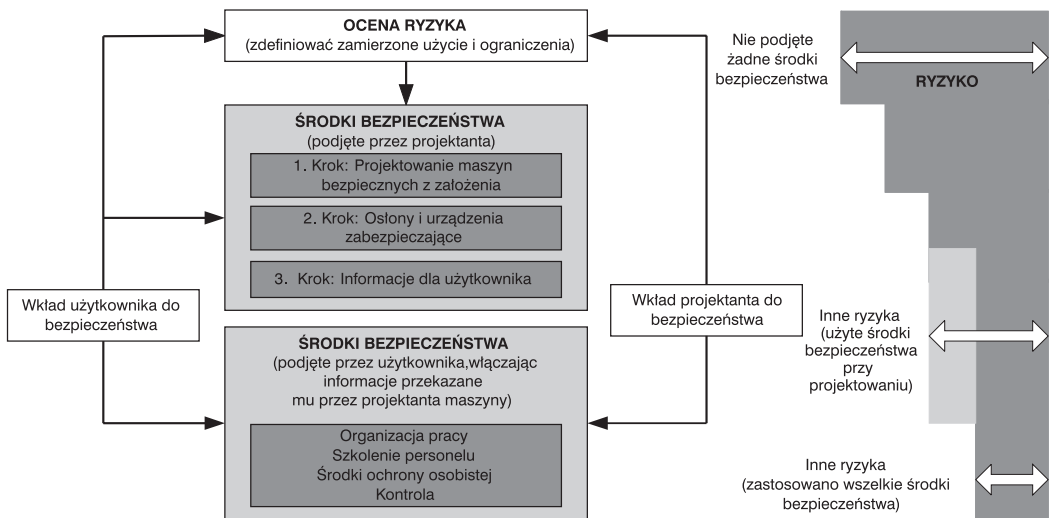 OCENA RYZYKA
(zdefiniować zamierzone użycie i ograniczenia)
ŚRODKI BEZPIECZEŃSTWA
(podjęte przez projektanta)
1. Krok: Projektowanie maszyn
bezpiecznych z założenia
2. Krok: Osłony i urządzenia
zabezpieczające
3. Krok: Informacje dla użytkownika
Wkład użytkownika do
bezpieczeństwa
Wkład projektanta do
bezpieczeństwa
ŚRODKI BEZPIECZEŃSTWA
(podjęte przez użytkownika,włączając
informacje przekazane
mu przez projektanta maszyny)
Organizacja pracy
Szkolenie personelu
Środki ochrony osobistej
Kontrola
Nie podjęte
żadne środki
bezpieczeństwa
RYZYKO
Inne ryzyka
(użyte środki
bezpieczeństwa
przy
projektowaniu)
Inne ryzyka
(zastosowano wszelkie środki
bezpieczeństwa)